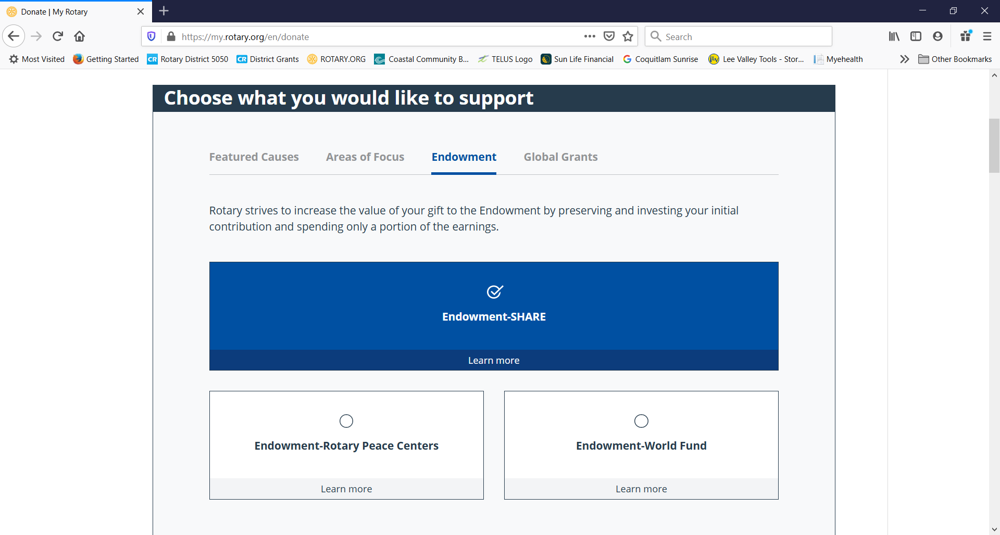 Donate | My Rotary
https://my.rotary.org/en/donate
Search
Most Visited
Getting Started
CR Rotary District 5050
CR District Grants
ROTARY.ORG
Coastal Community B...
TELUS Logo
Sun Life Financial
G Coquitlam Sunrise
Lee Valley Tools - Stor...
Myehealth
Other Bookmarks
Choose what you would like to support
Featured Causes
Areas of Focus
Endowment
Global Grants
Rotary strives to increase the value of your gift to the Endowment by preserving and investing your initial
contribution and spending only a portion of the earnings.
Endowment-SHARE
Learn more
Endowment-Rotary Peace Centers
Learn more
Endowment-World Fund
Learn more